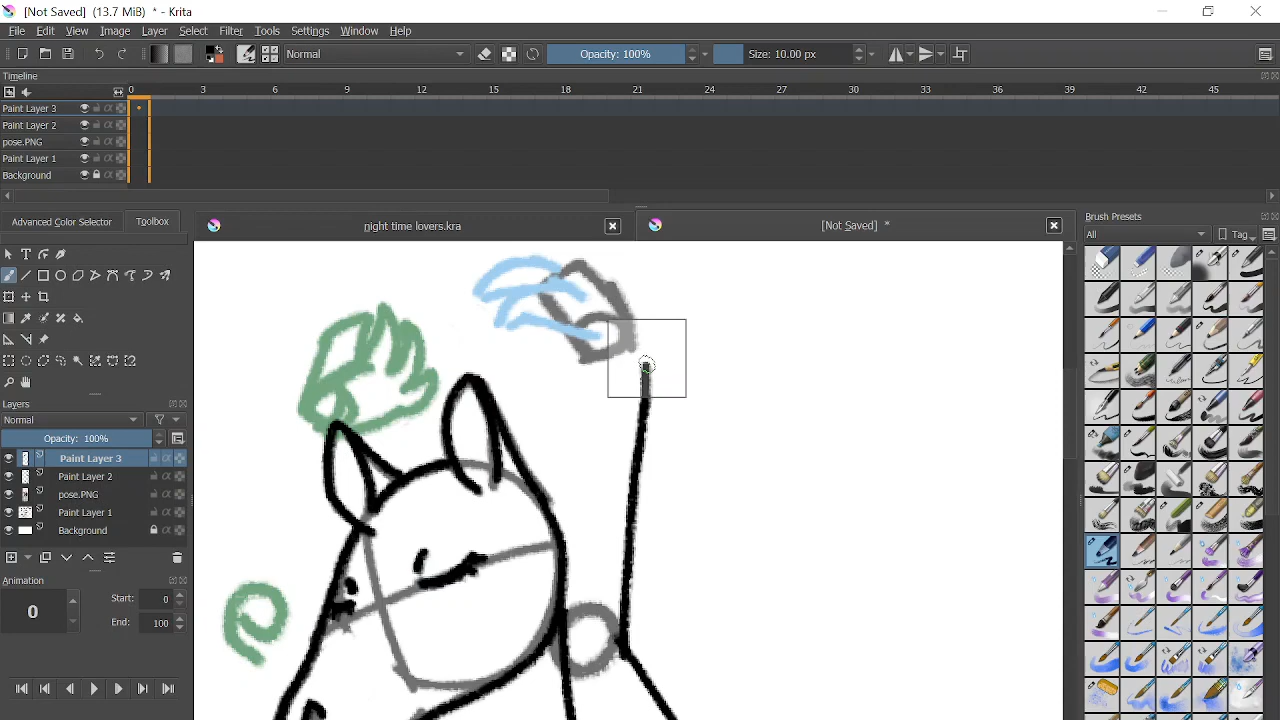 [Not Saved] (13.7 MiB) * - Krita
File Edit View Image Layer Select Filter Tools Settings Window Help
Normal Opacity: 100% Size: 10.00 px
Timeline
0 3 6 9 12 15 18 21 24 27 30 33 36 39 42 45
Paint Layer 3
Paint Layer 2
pose.PNG
Paint Layer 1
Background
Advanced Color Selector Toolbox night time lovers.kra [Not Saved] * Brush Presets
All Tag
Layers
Normal
Opacity: 100%
Paint Layer 3
Paint Layer 2
pose.PNG
Paint Layer 1
Background
Animation
0 Start: 0
End: 100